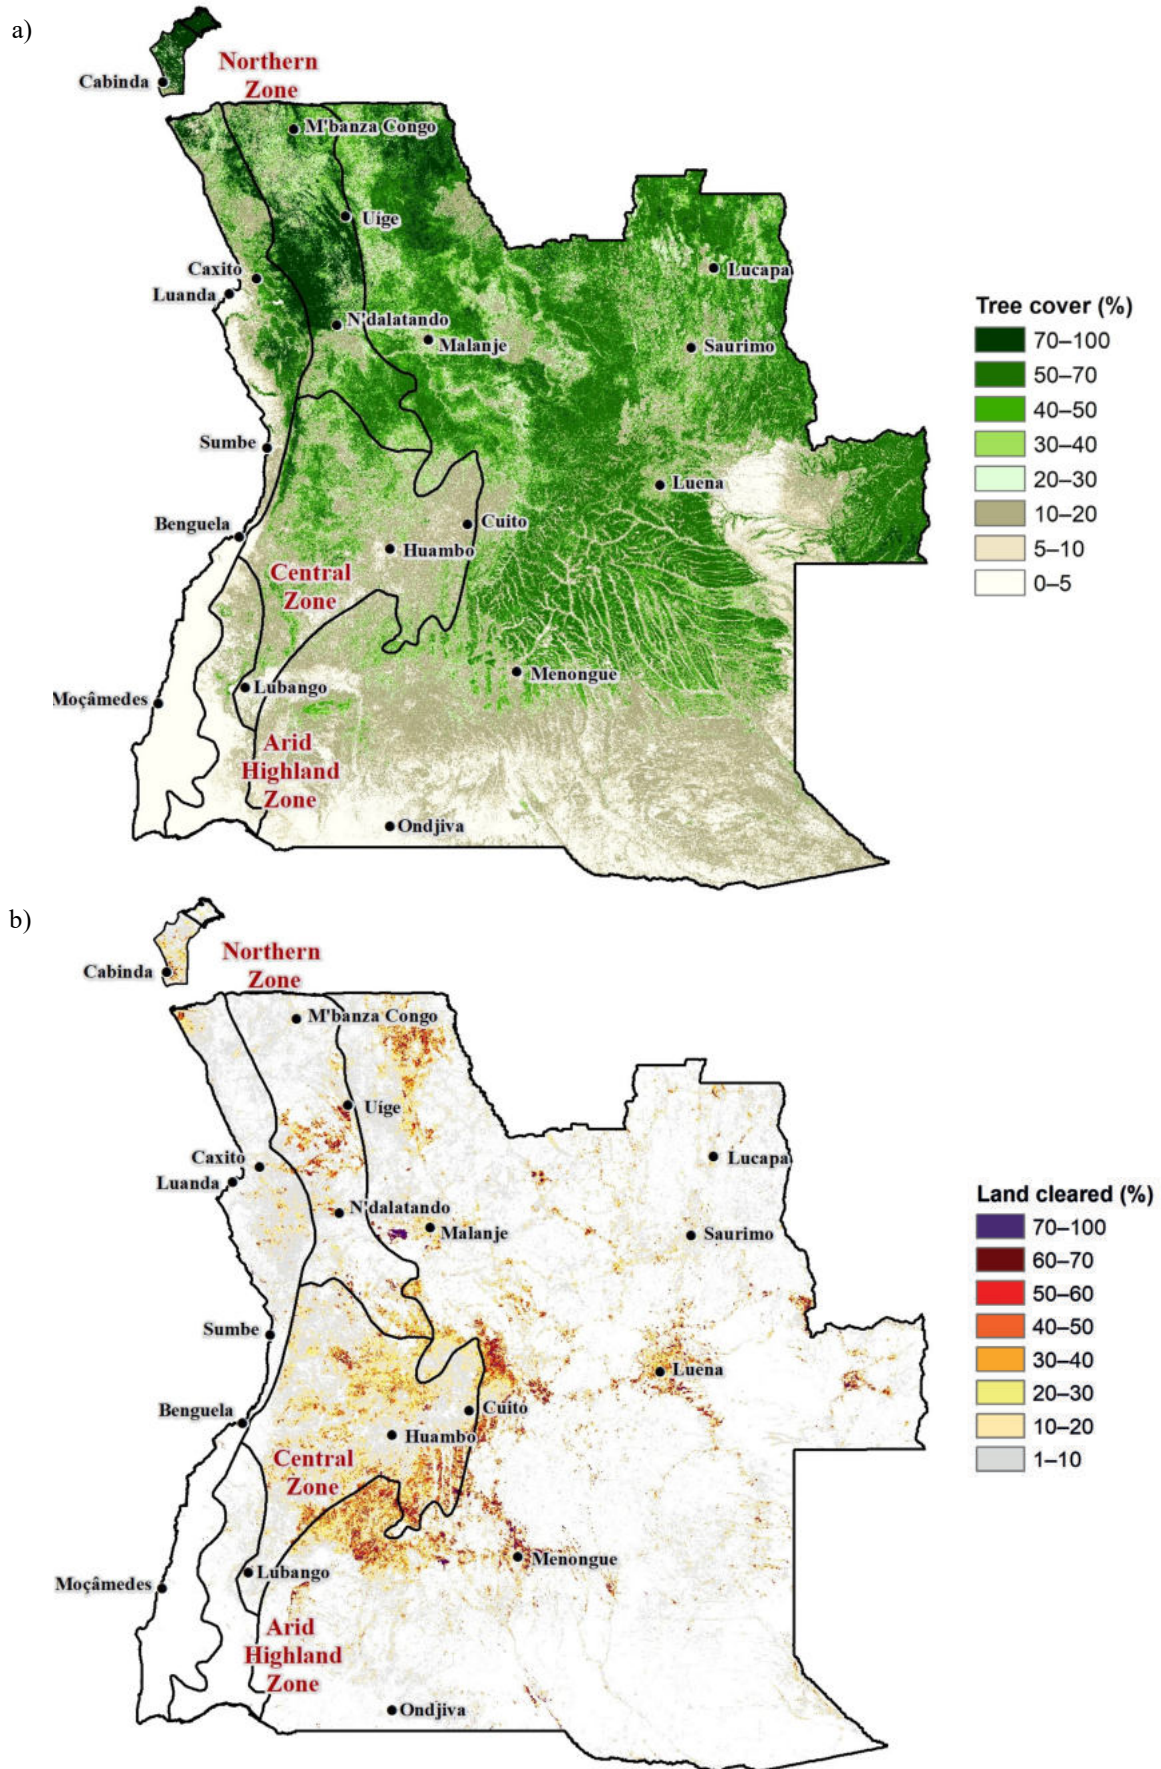 a)
Northern
Zone
Cabinda
M'banza Congo
Uíge
Caxito
Luanda
Lucapa
N'dalatando
Malanje
Saurimo
Sumbe
Luena
Benguela
Cuito
Huambo
Central
Zone
Menongue
Lubango
Moçâmedes
Arid
Highland
Zone
Ondjiva
Tree cover (%)
70–100
50–70
40–50
30–40
20–30
10–20
5–10
0–5
b)
Northern
Zone
Cabinda
M'banza Congo
Uíge
Caxito
Luanda
Lucapa
N'dalatando
Malanje
Saurimo
Sumbe
Luena
Benguela
Cuito
Huambo
Central
Zone
Menongue
Lubango
Moçâmedes
Arid
Highland
Zone
Ondjiva
Land cleared (%)
70–100
60–70
50–60
40–50
30–40
20–30
10–20
1–10